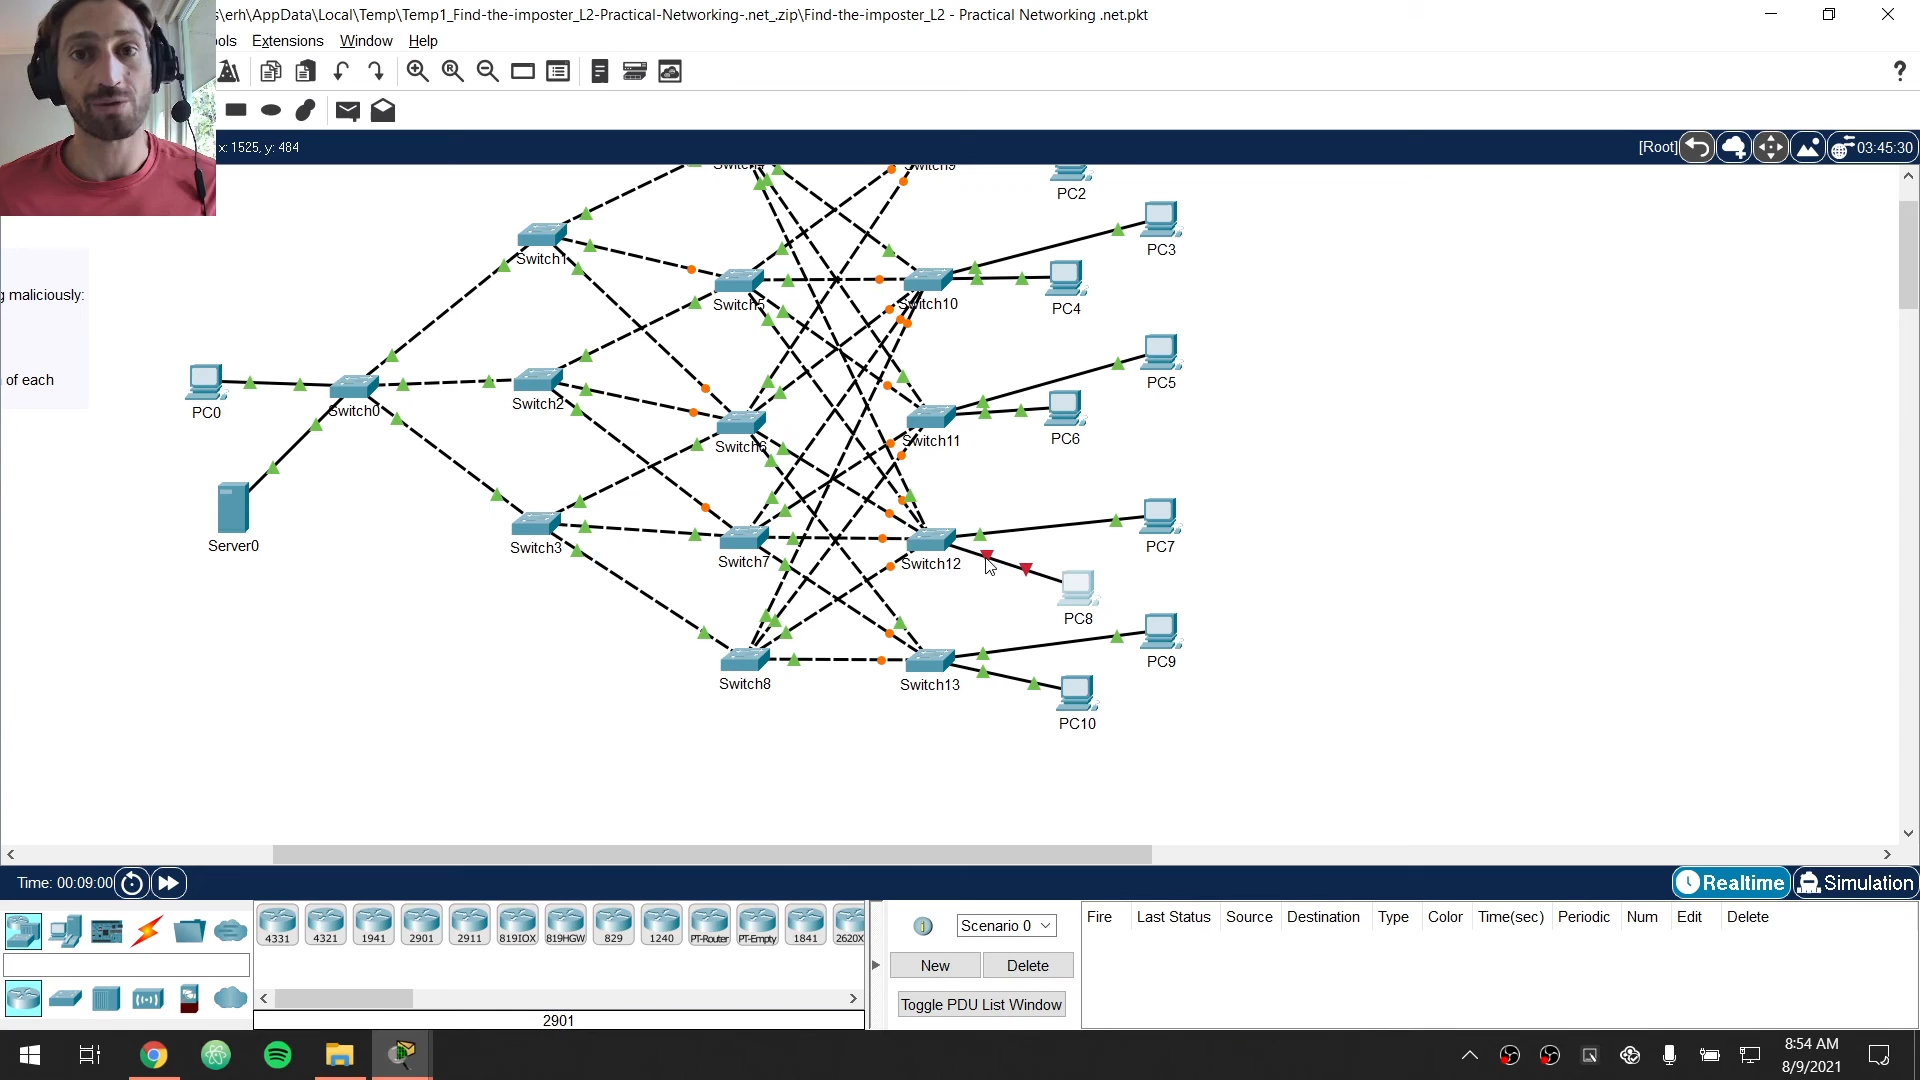 s\erh\AppData\Local\Temp\Temp1_Find-the-imposter_L2-Practical-Networking-.net_.zip\Find-the-imposter_L2 - Practical Networking .net.pkt
ols Extensions Window Help
x: 1525, y: 484
[Root]
03:45:30
Switch9
PC2
PC3
Switch1
PC4
Switch5
Switch10
g maliciously:
of each
PC5
Switch2
PC0
Switch0
PC6
Switch6
Switch11
Server0
Switch3
PC7
Switch7
Switch12
PC8
PC9
Switch8
Switch13
PC10
Time: 00:09:00
Realtime
Simulation
4331 4321 1941 2901 2911 819IOX 819HGW 829 1240 PT-Router PT-Empty 1841 2620X
Scenario 0
New Delete
Toggle PDU List Window
Fire Last Status Source Destination Type Color Time(sec) Periodic Num Edit Delete
2901
8:54 AM
8/9/2021